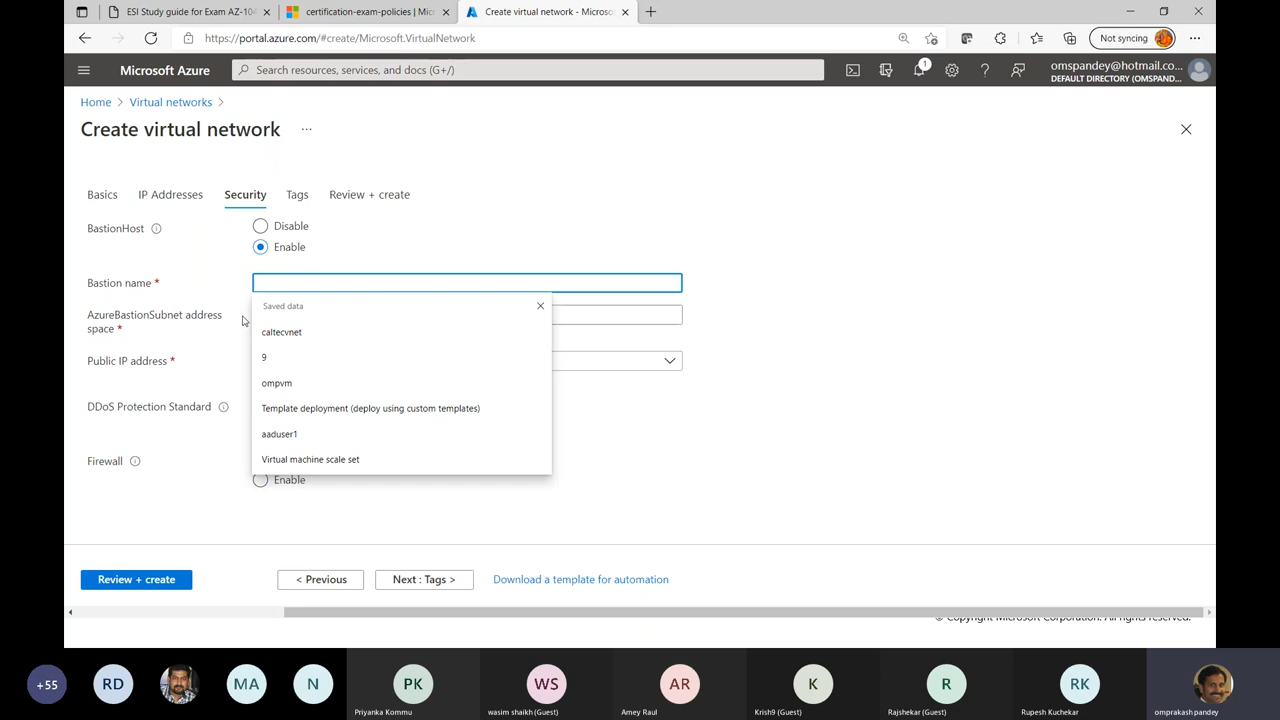 ESI Study guide for Exam AZ-104
certification-exam-policies | Mic
Create virtual network - Microso
https://portal.azure.com/#create/Microsoft.VirtualNetwork
Not syncing
Microsoft Azure
Search resources, services, and docs (G+/)
1
omspandey@hotmail.co...
DEFAULT DIRECTORY (OMSPAND...
Home > Virtual networks >
Create virtual network ...
Basics IP Addresses Security Tags Review + create
BastionHost
Disable
Enable
Bastion name *
Saved data
AzureBastionSubnet address
space *
caltecvnet
9
Public IP address *
ompvm
DDoS Protection Standard
Template deployment (deploy using custom templates)
aaduser1
Firewall
Virtual machine scale set
Enable
Review + create
< Previous
Next : Tags >
Download a template for automation
© Copyright Microsoft Corporation. All rights reserved.
+55
RD
MA
N
PK
WS
AR
K
R
RK
Priyanka Kommu
wasim shaikh (Guest)
Amey Raul
Krish9 (Guest)
Rajshekar (Guest)
Rupesh Kuchekar
omprakash pandey